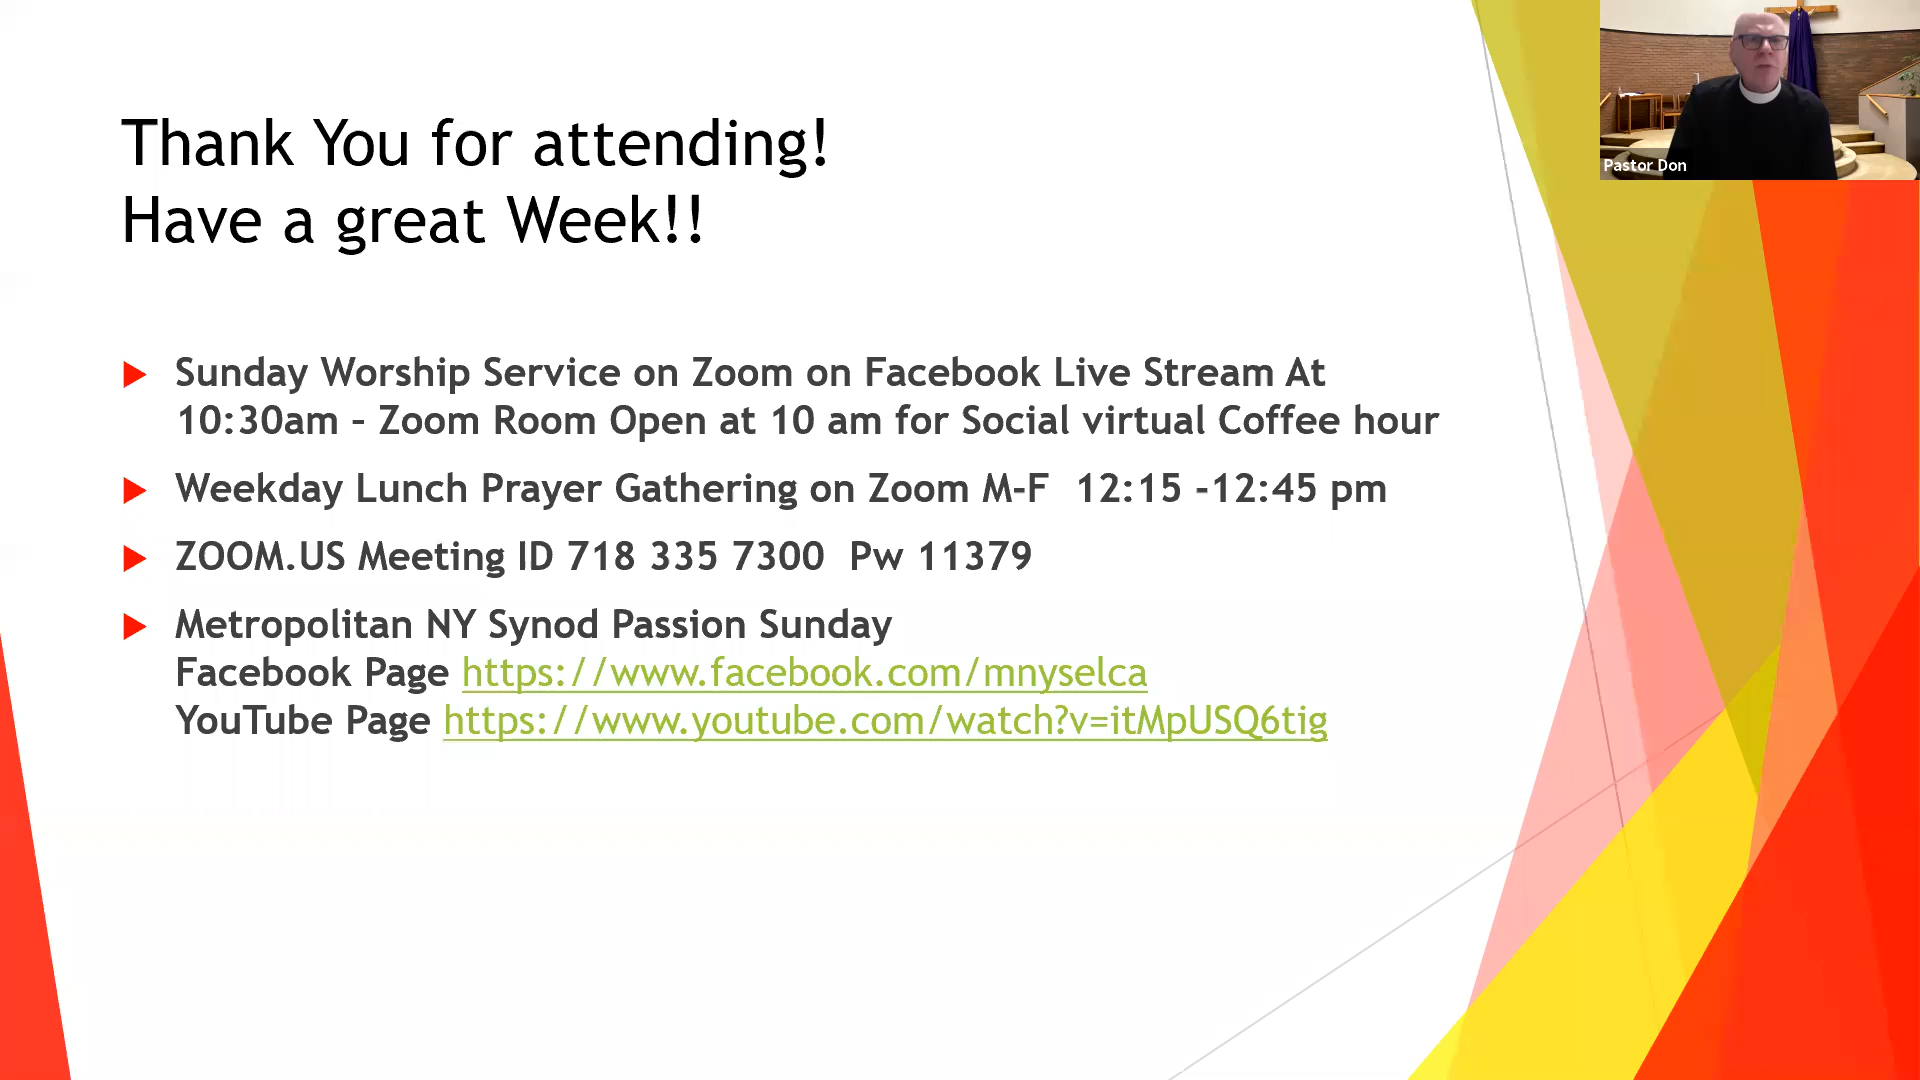 Thank You for attending!
Have a great Week!!
Sunday Worship Service on Zoom on Facebook Live Stream At
10:30am – Zoom Room Open at 10 am for Social virtual Coffee hour
Weekday Lunch Prayer Gathering on Zoom M-F  12:15 -12:45 pm
ZOOM.US Meeting ID 718 335 7300  Pw 11379
Metropolitan NY Synod Passion Sunday
Facebook Page https://www.facebook.com/mnyselca
YouTube Page https://www.youtube.com/watch?v=itMpUSQ6tig
Pastor Don